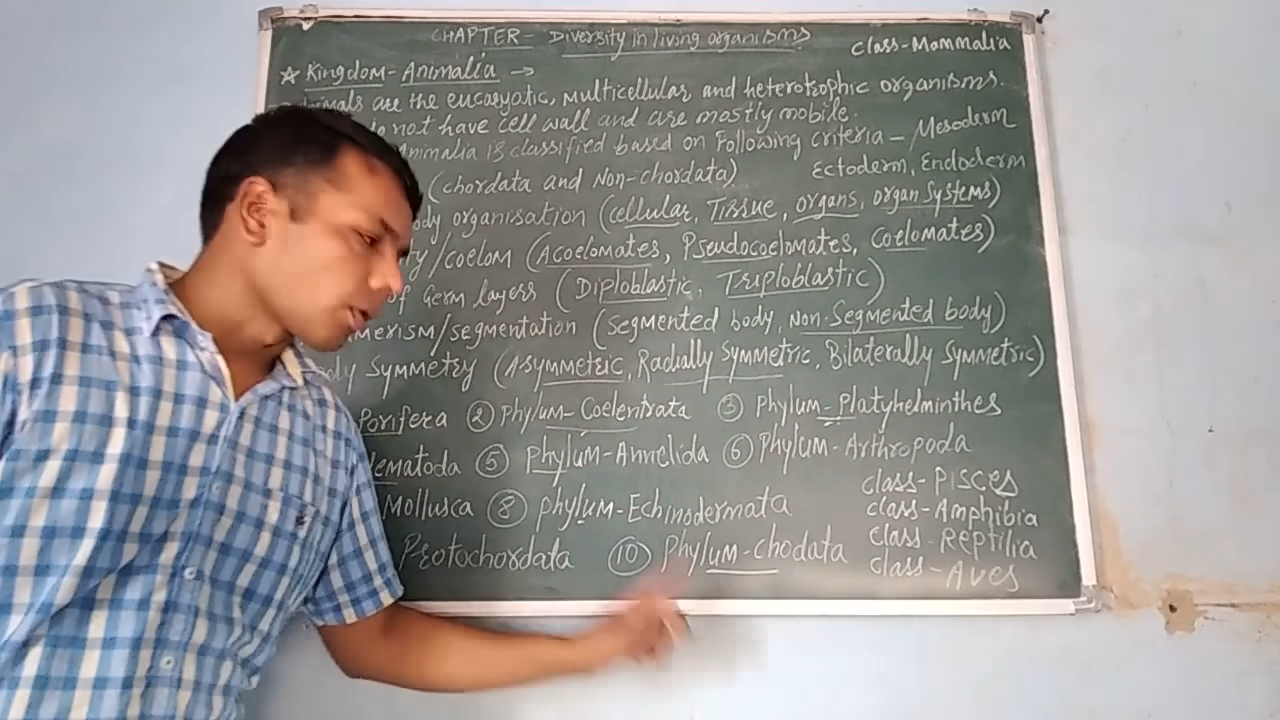 CHAPTER- Diversity in living organisms
class-Mammalia
☆ Kingdom-Animalia →
are the eucaryotic, multicellular and heterotrophic organisms.
not have cell wall and are mostly mobile.
Animalia is classified based on Following criteria - Mesoderm
Ectoderm, Endoderm
(chordata and Non-chordata)
organisation (cellular, Tissue, organs, organ Systems)
/coelom (Acoelomates, Pseudocoelomates, Coelomates)
of Germ layers (Diploblastic, Triploblastic)
/segmentation (segmented body, Non-Segmented body)
Symmetry (Asymmetric, Radially Symmetric, Bilaterally Symmetric)
Porifera ② Phylum-Coelentrata ③ Phylum-Platyhelminthes
ematoda ⑤ Phylum-Annelida ⑥ Phylum-Arthropoda
Mollusca ⑧ Phylum-Echinodermata
Protochordata ⑩ Phylum-chodata
class-Pisces
class-Amphibia
class-Reptilia
class-Aves